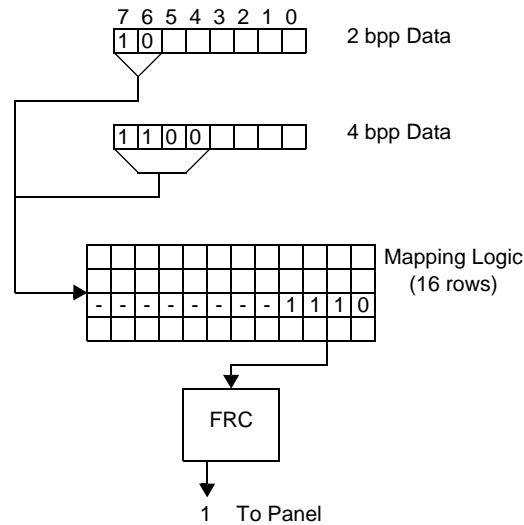 7 6 5 4 3 2 1 0
1 0 2 bpp Data
1 1 0 0 4 bpp Data
Mapping Logic
(16 rows)
- - - - - - - - 1 1 1 0
FRC
1 To Panel